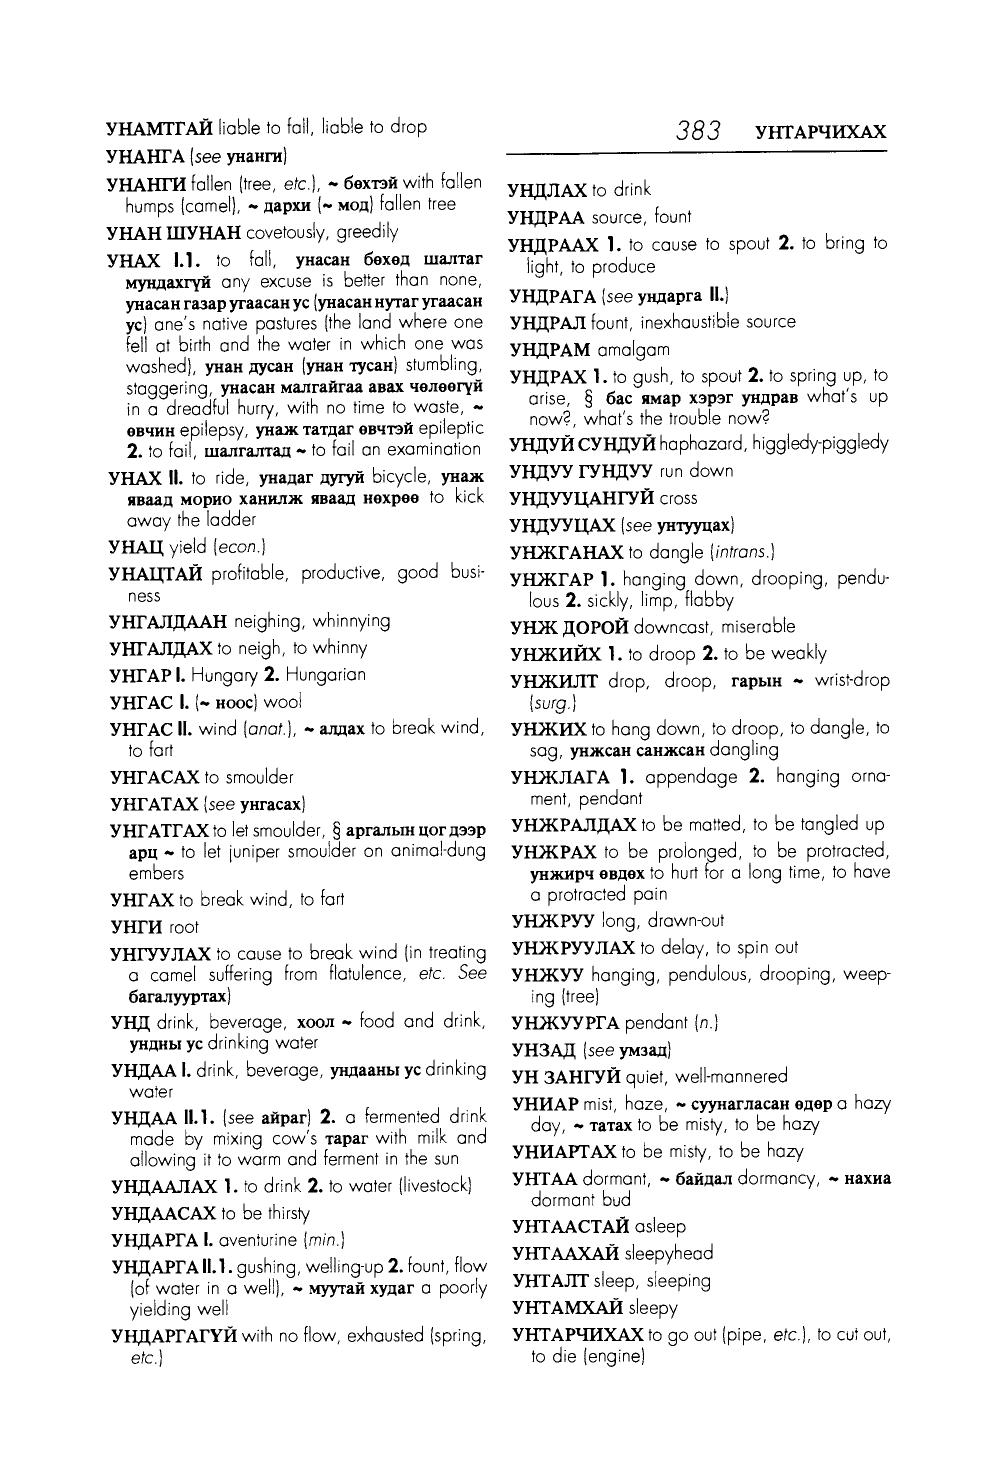 УНАМТГАЙ liable to fall, liable to drop
УНАНГА (see унанги)
УНАНГИ fallen (tree, etc.), ~ бөхтэй with fallen
humps (camel), ~ дархи (~ мод) fallen tree
УНАН ШУНАН covetously, greedily
УНАХ I.1. to fall, унасан бөхөд шалтаг
мундахгүй any excuse is better than none,
унасан газар угаасан ус (унасан нутаг угаасан
ус) one's native pastures (the land where one
fell at birth and the water in which one was
washed), унан дусан (унан тусан) stumbling,
staggering, унасан малгайгаа авах чөлөөгүй
in a dreadful hurry, with no time to waste, ~
өвчин epilepsy, унаж татдаг өвчтэй epileptic
2. to fail, шалгалтад ~ to fail an examination
УНАХ II. to ride, унадаг дугуй bicycle, унаж
яваад морио ханилж яваад нөхрөө to kick
away the ladder
УНАЦ yield (econ.)
УНАЦТАЙ profitable, productive, good busi-
ness
УНГАЛДААН neighing, whinnying
УНГАЛДАХ to neigh, to whinny
УНГАР I. Hungary 2. Hungarian
УНГАС I. (~ ноос) wool
УНГАС II. wind (anat.), ~ алдах to break wind,
to fart
УНГАСАХ to smoulder
УНГАТАХ (see унгасах)
УНГАТГАХ to let smoulder, § аргалын цог дээр
арц ~ to let juniper smoulder on animal-dung
embers
УНГАХ to break wind, to fart
УНГИ root
УНГУУЛАХ to cause to break wind (in treating
a camel suffering from flatulence, etc. See
багалууртах)
УНД drink, beverage, хоол ~ food and drink,
ундны ус drinking water
УНДАА I. drink, beverage, ундааны ус drinking
water
УНДАА II.1. (see айраг) 2. a fermented drink
made by mixing cow's тараг with milk and
allowing it to warm and ferment in the sun
УНДААЛАХ 1. to drink 2. to water (livestock)
УНДААСАХ to be thirsty
УНДАРГА I. aventurine (min.)
УНДАРГА II.1. gushing, welling-up 2. fount, flow
(of water in a well), ~ муутай худаг a poorly
yielding well
УНДАРГАГҮЙ with no flow, exhausted (spring,
etc.)
383 УНТАРЧИХАХ
УНДЛАХ to drink
УНДРАА source, fount
УНДРААХ 1. to cause to spout 2. to bring to
light, to produce
УНДРАГА (see ундарга II.)
УНДРАЛ fount, inexhaustible source
УНДРАМ amalgam
УНДРАХ 1. to gush, to spout 2. to spring up, to
arise, § бас ямар хэрэг ундрав what's up
now?, what's the trouble now?
УНДУЙ СУНДУЙ haphazard, higgledy-piggledy
УНДУУ ГУНДУУ run down
УНДУУЦАНГУЙ cross
УНДУУЦАХ (see унтууцах)
УНЖГАНАХ to dangle (intrans.)
УНЖГАР 1. hanging down, drooping, pendu-
lous 2. sickly, limp, flabby
УНЖ ДОРОЙ downcast, miserable
УНЖИЙХ 1. to droop 2. to be weakly
УНЖИЛТ drop, droop, гарын ~ wrist-drop
(surg.)
УНЖИХ to hang down, to droop, to dangle, to
sag, унжсан санжсан dangling
УНЖЛАГА 1. appendage 2. hanging orna-
ment, pendant
УНЖРАЛДАХ to be matted, to be tangled up
УНЖРАХ to be prolonged, to be protracted,
унжирч өвдөх to hurt for a long time, to have
a protracted pain
УНЖРУУ long, drawn-out
УНЖРУУЛАХ to delay, to spin out
УНЖУУ hanging, pendulous, drooping, weep-
ing (tree)
УНЖУУРГА pendant (n.)
УНЗАД (see умзад)
УН ЗАНГУЙ quiet, well-mannered
УНИАР mist, haze, ~ суунагласан өдөр a hazy
day, ~ татах to be misty, to be hazy
УНИАРТАХ to be misty, to be hazy
УНТАА dormant, ~ байдал dormancy, ~ нахиа
dormant bud
УНТААСТАЙ asleep
УНТААХАЙ sleepyhead
УНТАЛТ sleep, sleeping
УНТАМХАЙ sleepy
УНТАРЧИХАХ to go out (pipe, etc.), to cut out,
to die (engine)